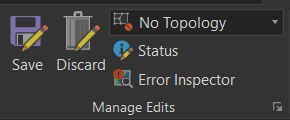 No Topology
Status
Error Inspector
Save
Discard
Manage Edits